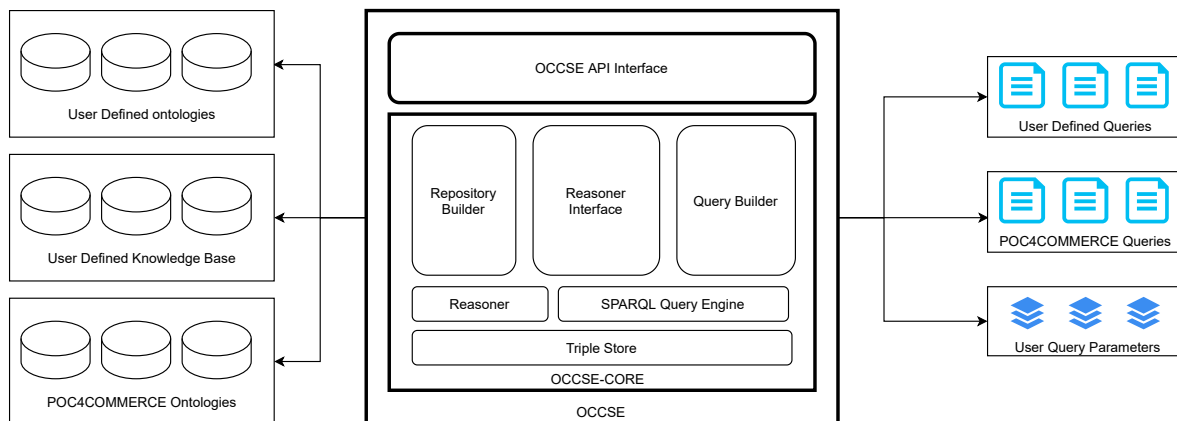 User Defined ontologies
User Defined Knowledge Base
POC4COMMERCE Ontologies
OCCSE API Interface
Repository
Builder
Reasoner
Interface
Query Builder
Reasoner
SPARQL Query Engine
Triple Store
OCCSE-CORE
OCCSE
User Defined Queries
POC4COMMERCE Queries
User Query Parameters